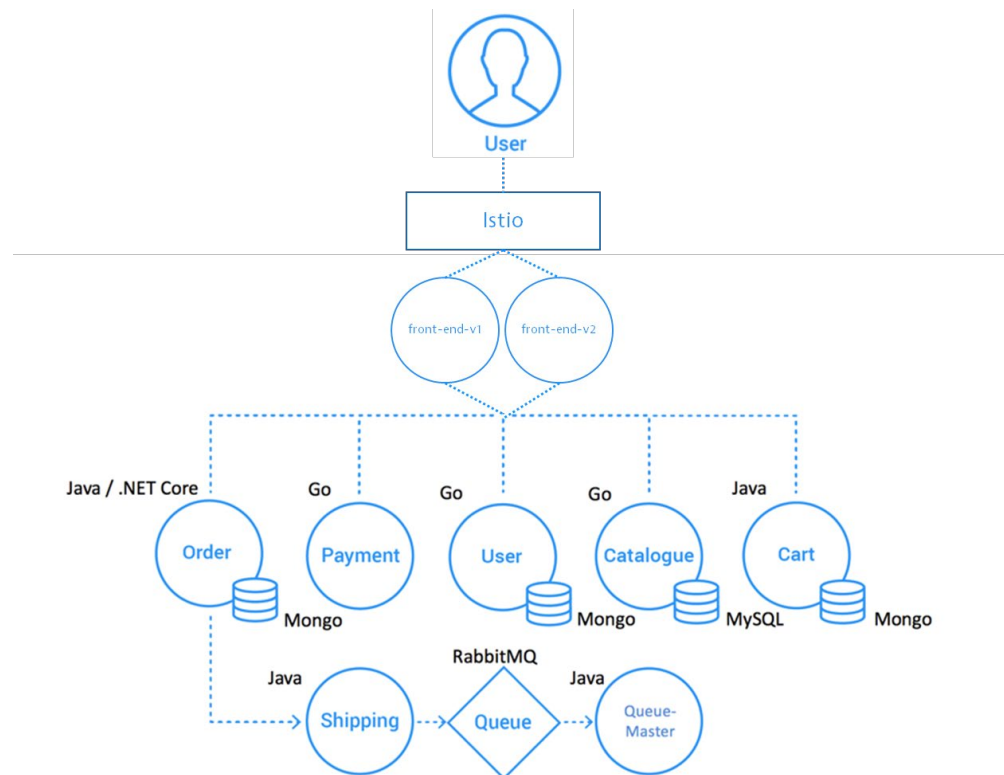 User
Istio
front-end-v1
front-end-v2
Java / .NET Core
Go
Go
Go
Java
Order
Payment
User
Catalogue
Cart
Mongo
Mongo
MySQL
Mongo
Java
RabbitMQ
Java
Shipping
Queue
Queue-
Master